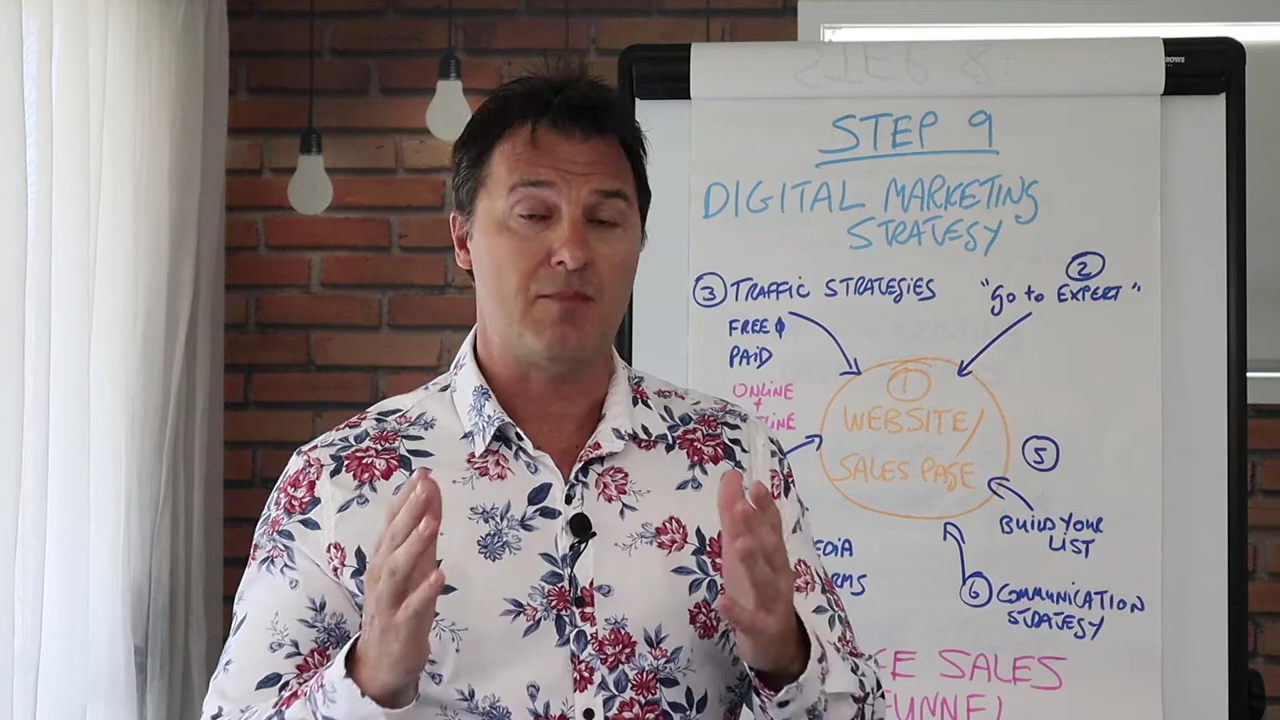 STEP 9
DIGITAL MARKETING
STRATEGY
③ TRAFFIC STRATEGIES
FREE &
PAID
ONLINE
+
②
"Go to EXPERT"
①
WEBSITE/
SALES PAGE
⑤
BUILD YOUR
LIST
⑥ COMMUNICATION
STRATEGY
SALES